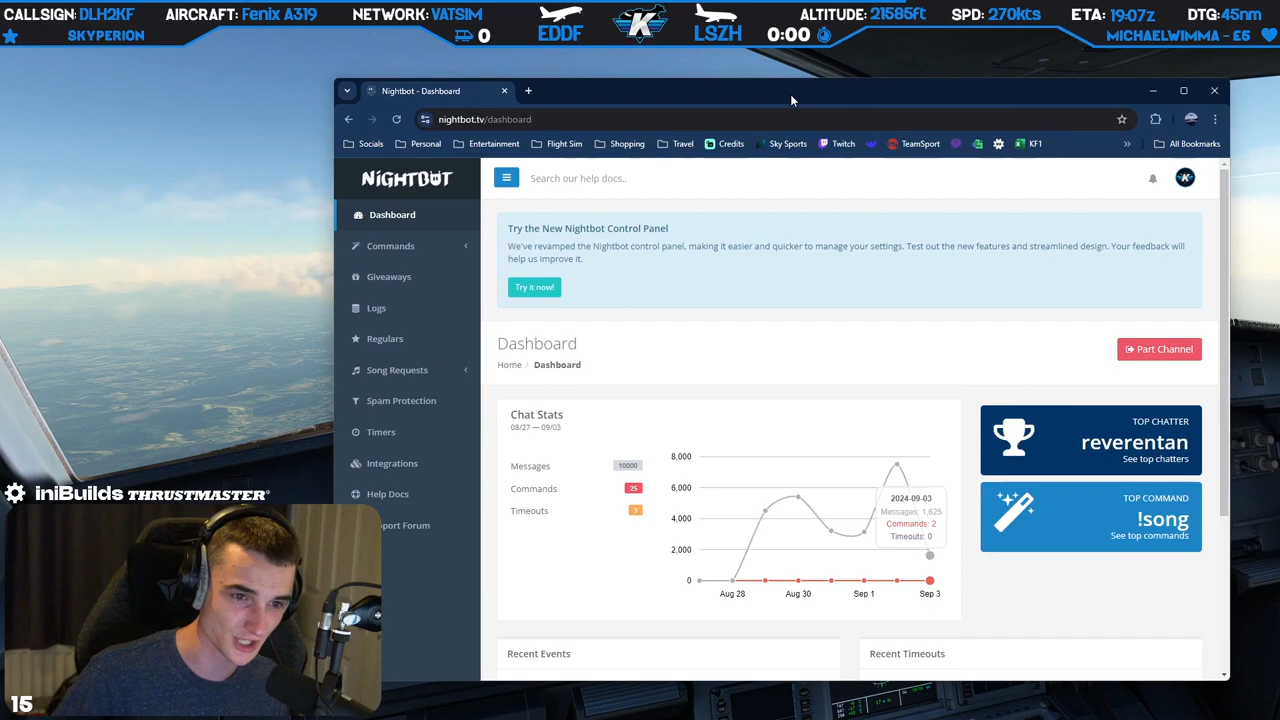 CALLSIGN: DLH2KF
AIRCRAFT: Fenix A319
NETWORK: VATSIM
ALTITUDE: 21585ft
SPD: 270kts
ETA: 19:07z
DTG: 45nm
SKYPERION
0
EDDF
K
LSZH
0:00
MICHAELWIMMA - E5
Nightbot - Dashboard
nightbot.tv/dashboard
Socials
Personal
Entertainment
Flight Sim
Shopping
Travel
Credits
Sky Sports
Twitch
TeamSport
KF1
All Bookmarks
NIGHTBOT
Search our help docs..
K
Dashboard
Commands
Giveaways
Logs
Regulars
Song Requests
Spam Protection
Timers
Integrations
Help Docs
port Forum
Try the New Nightbot Control Panel
We've revamped the Nightbot control panel, making it easier and quicker to manage your settings. Test out the new features and streamlined design. Your feedback will
help us improve it.
Try it now!
Dashboard
Home / Dashboard
Part Channel
Chat Stats
08/27 — 09/03
Messages 10000
Commands 25
Timeouts 3
8,000
6,000
4,000
2,000
0
Aug 28
Aug 30
Sep 1
Sep 3
2024-09-03
Messages: 1,625
Commands: 2
Timeouts: 0
TOP CHATTER
reverentan
See top chatters
TOP COMMAND
!song
See top commands
Recent Events
Recent Timeouts
iniBuilds THRUSTMASTER®
15